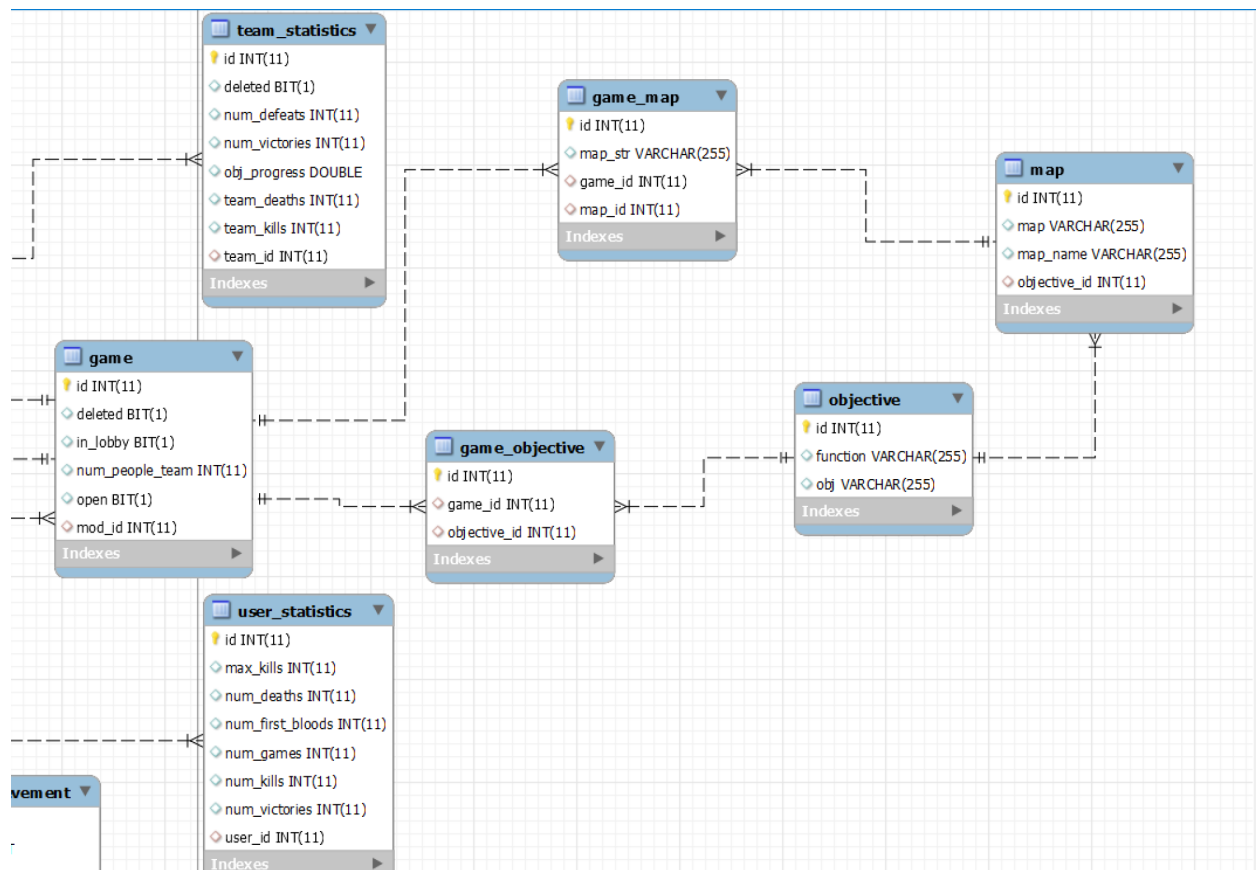 team_statistics
id INT(11)
deleted BIT(1)
num_defeats INT(11)
num_victories INT(11)
obj_progress DOUBLE
team_deaths INT(11)
team_kills INT(11)
team_id INT(11)
Indexes
game_map
id INT(11)
map_str VARCHAR(255)
game_id INT(11)
map_id INT(11)
Indexes
map
id INT(11)
map VARCHAR(255)
map_name VARCHAR(255)
objective_id INT(11)
Indexes
game
id INT(11)
deleted BIT(1)
in_lobby BIT(1)
num_people_team INT(11)
open BIT(1)
mod_id INT(11)
Indexes
game_objective
id INT(11)
game_id INT(11)
objective_id INT(11)
Indexes
objective
id INT(11)
function VARCHAR(255)
obj VARCHAR(255)
Indexes
user_statistics
id INT(11)
max_kills INT(11)
num_deaths INT(11)
num_first_bloods INT(11)
num_games INT(11)
num_kills INT(11)
num_victories INT(11)
user_id INT(11)
Indexes
vement